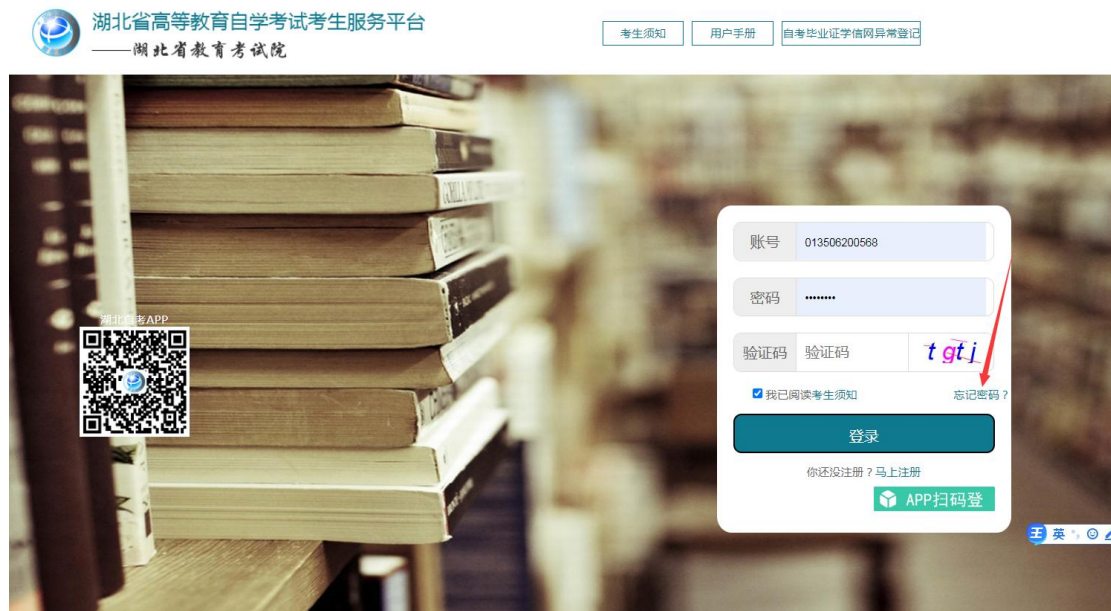 湖北省高等教育自学考试考生服务平台
——湖北省教育考试院
考生须知
用户手册
自考毕业证学信网异常登记
湖北自考APP
账号 013506200568
密码 ••••••••
验证码 验证码 t gt j
我已阅读考生须知 忘记密码？
登录
你还没注册？马上注册
APP扫码登
王 英